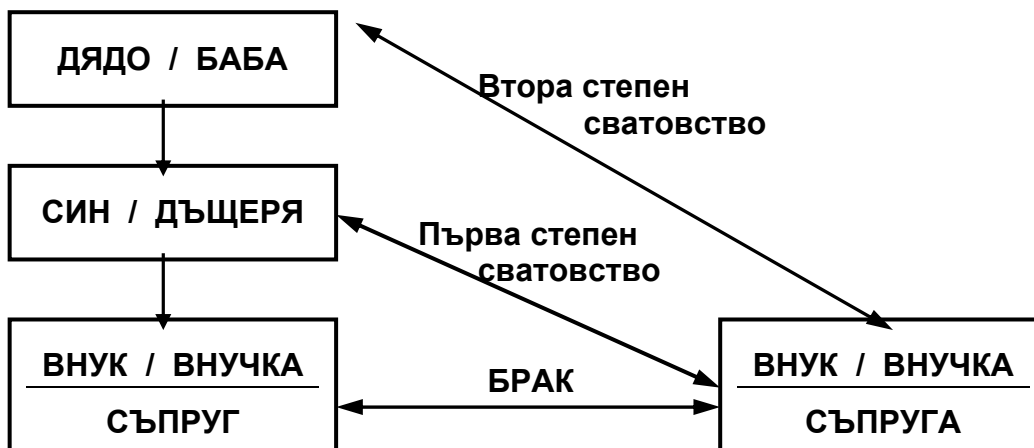 ДЯДО / БАБА
Втора степен
сватовство
СИН / ДЪЩЕРЯ
Първа степен
сватовство
ВНУК / ВНУЧКА
СЪПРУГ
БРАК
ВНУК / ВНУЧКА
СЪПРУГА